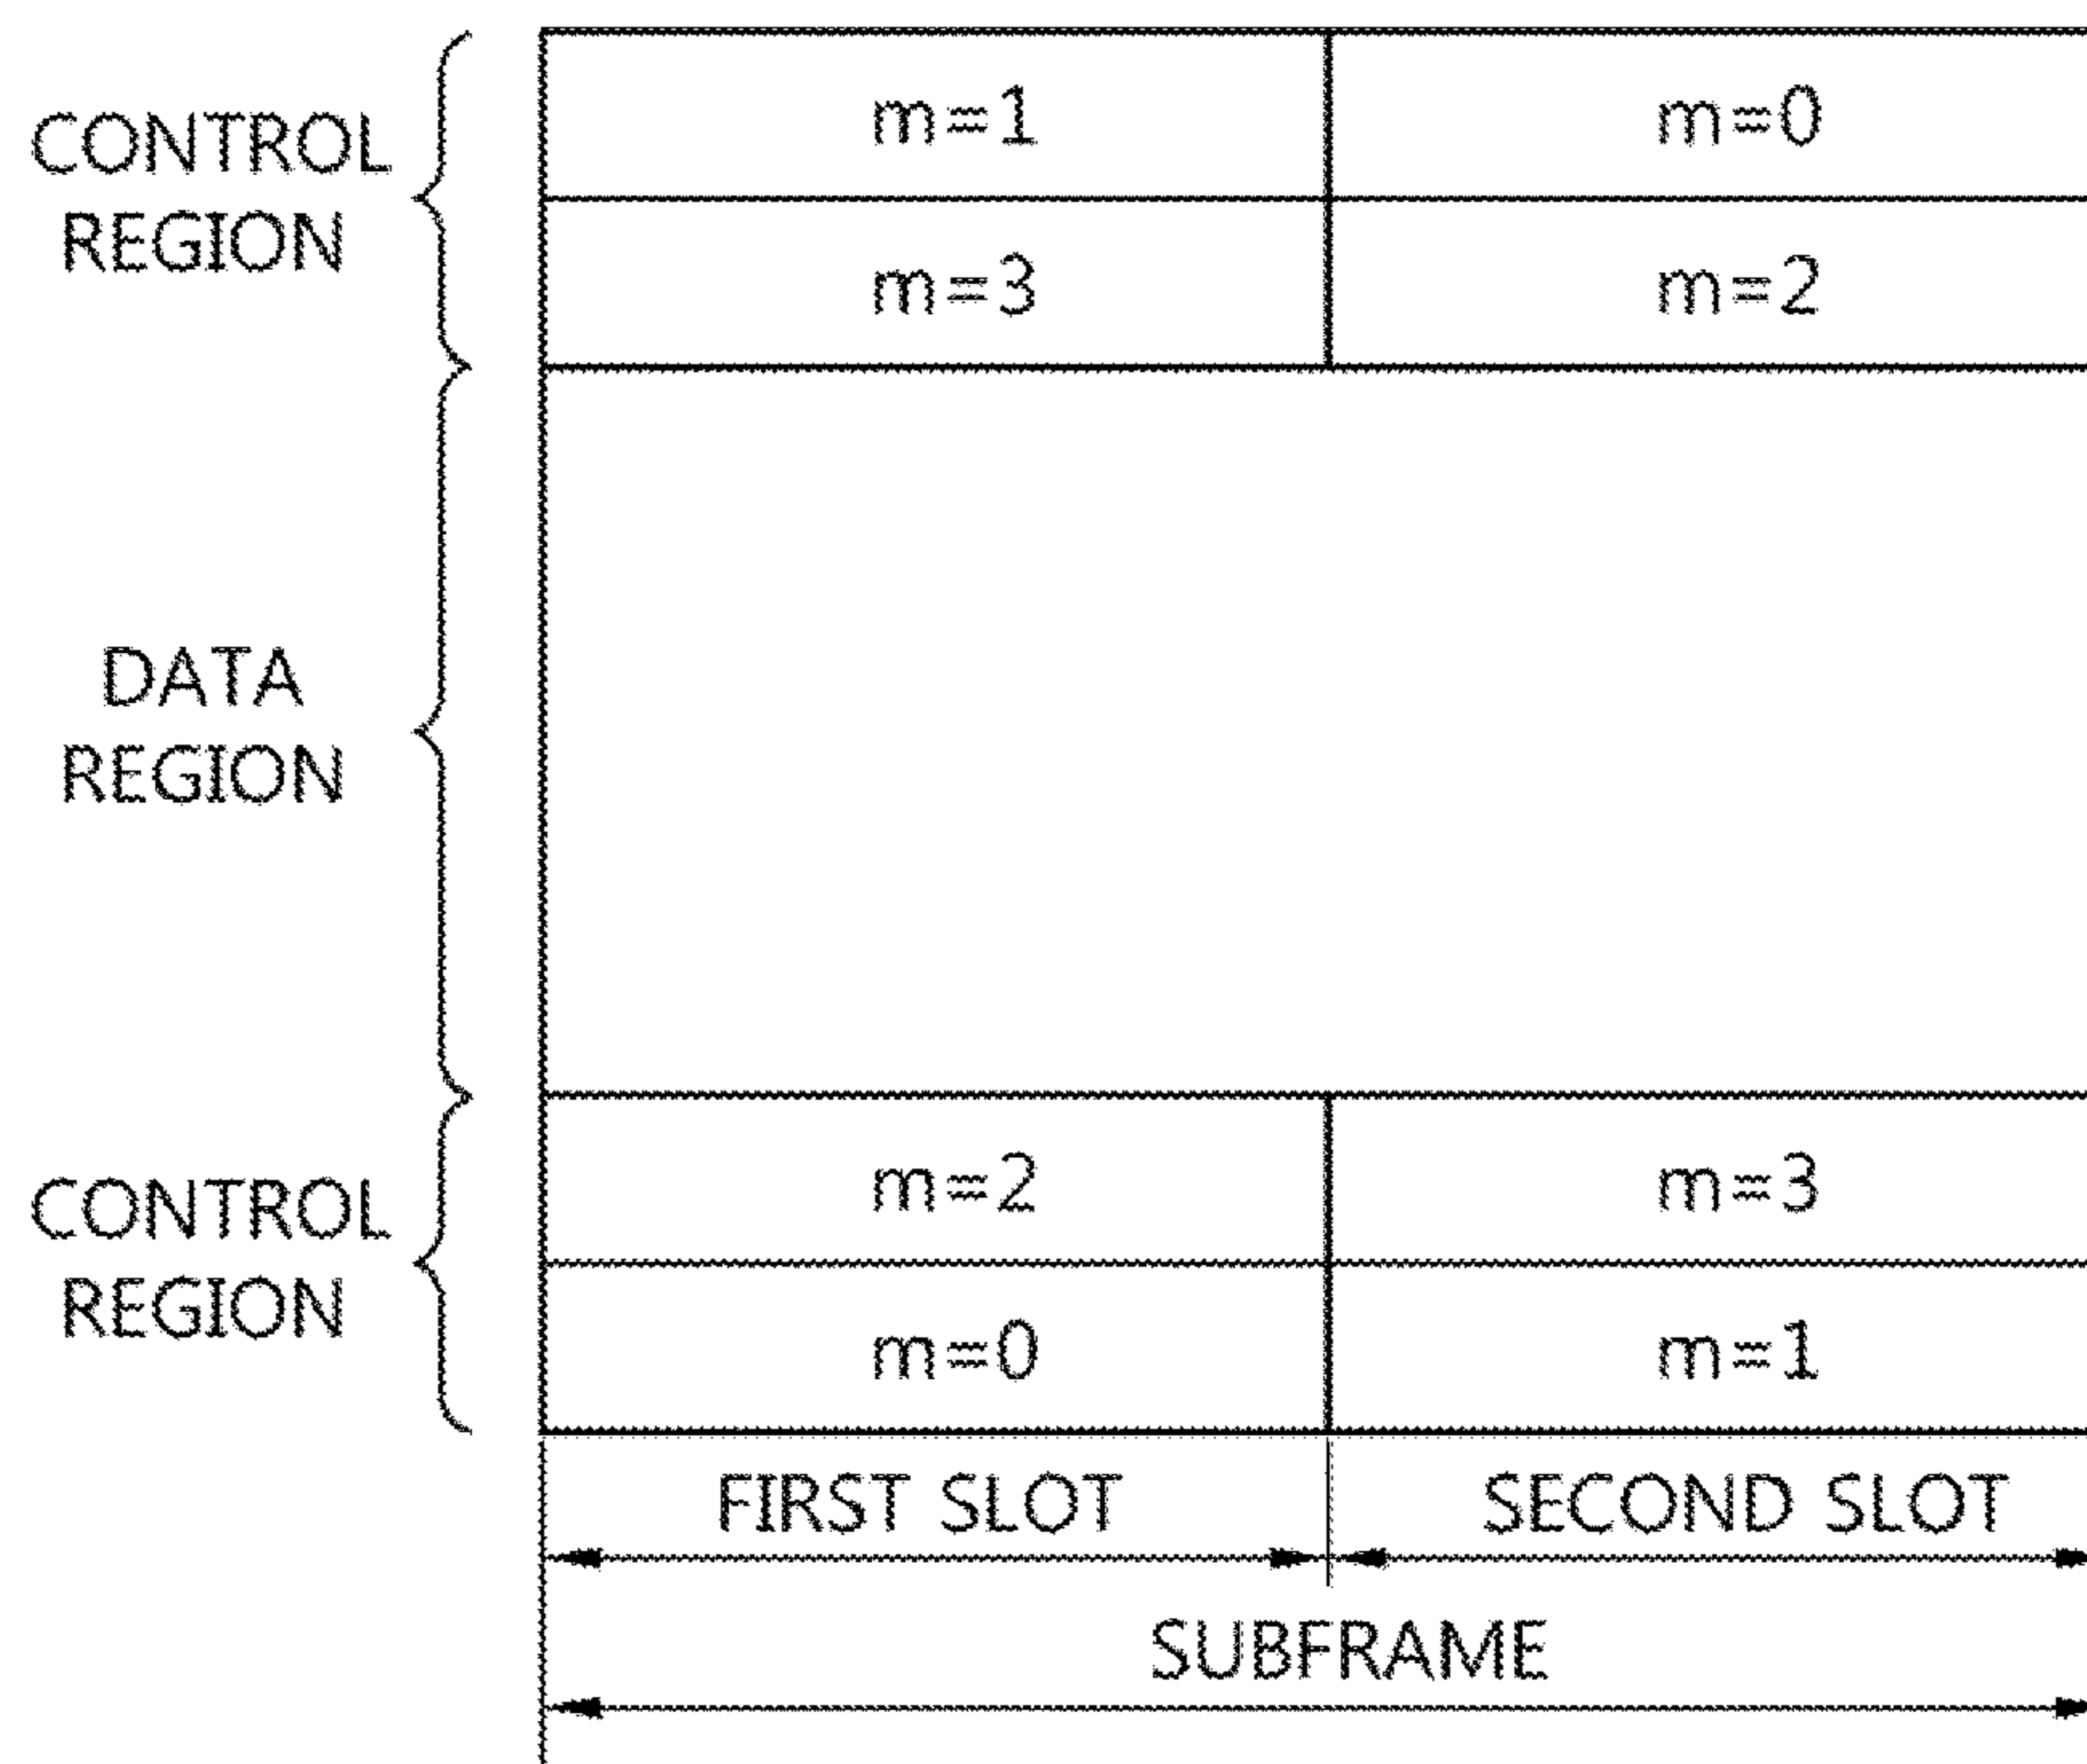 CONTROL
REGION
m=1
m=0
m=3
m=2
DATA
REGION
CONTROL
REGION
m=2
m=3
m=0
m=1
FIRST SLOT
SECOND SLOT
SUBFRAME